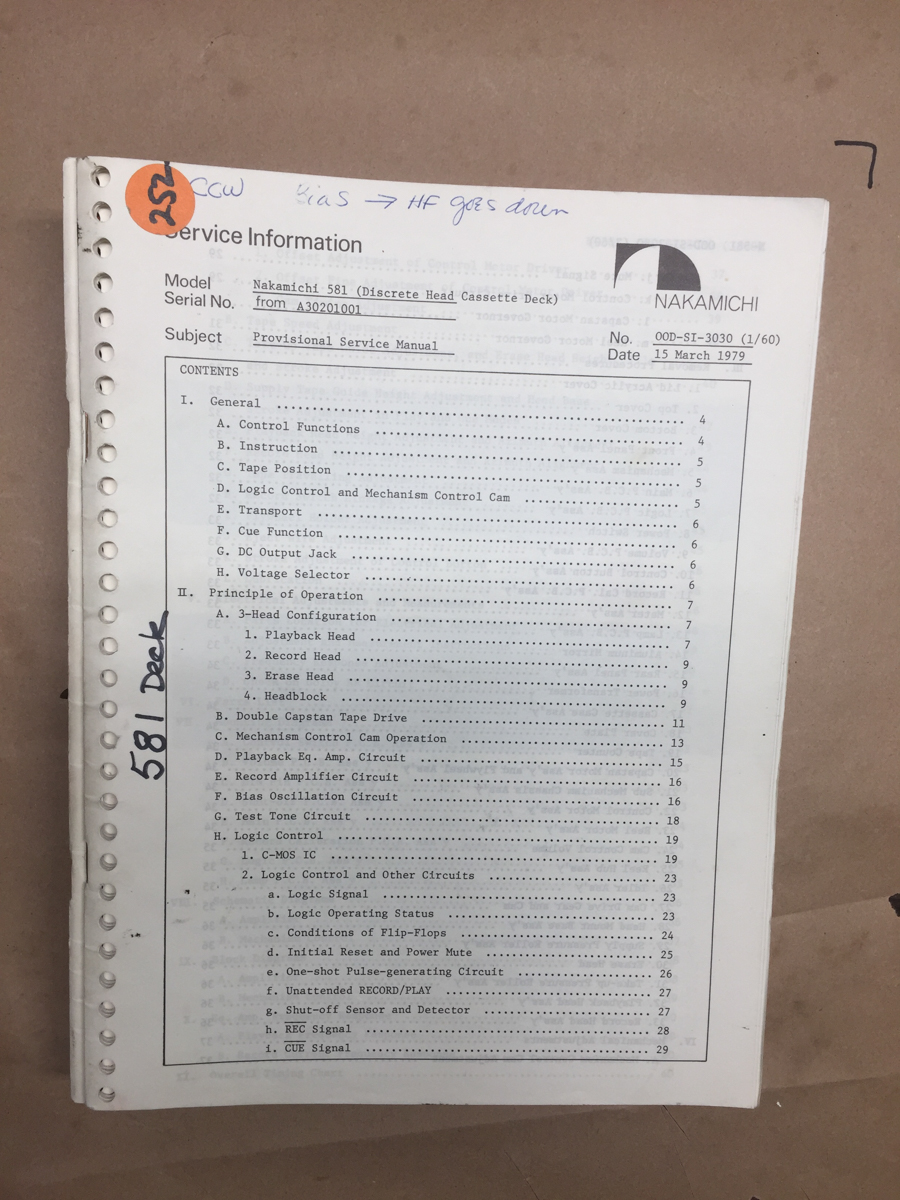 252
CCW bias → HF goes down
Service Information
Model Nakamichi 581 (Discrete Head Cassette Deck)
Serial No. from A30201001
NAKAMICHI
Subject Provisional Service Manual
No. OOD-SI-3030 (1/60)
Date 15 March 1979
581 Deck
CONTENTS
I. General ........ 4
A. Control Functions ........ 4
B. Instruction ........ 5
C. Tape Position ........ 5
D. Logic Control and Mechanism Control Cam ........ 5
E. Transport ........ 6
F. Cue Function ........ 6
G. DC Output Jack ........ 6
H. Voltage Selector ........ 6
II. Principle of Operation ........ 7
A. 3-Head Configuration ........ 7
1. Playback Head ........ 7
2. Record Head ........ 9
3. Erase Head ........ 9
4. Headblock ........ 9
B. Double Capstan Tape Drive ........ 11
C. Mechanism Control Cam Operation ........ 13
D. Playback Eq. Amp. Circuit ........ 15
E. Record Amplifier Circuit ........ 16
F. Bias Oscillation Circuit ........ 16
G. Test Tone Circuit ........ 18
H. Logic Control ........ 19
1. C-MOS IC ........ 19
2. Logic Control and Other Circuits ........ 23
a. Logic Signal ........ 23
b. Logic Operating Status ........ 23
c. Conditions of Flip-Flops ........ 24
d. Initial Reset and Power Mute ........ 25
e. One-shot Pulse-generating Circuit ........ 26
f. Unattended RECORD/PLAY ........ 27
g. Shut-off Sensor and Detector ........ 27
h. REC Signal ........ 28
i. CUE Signal ........ 29